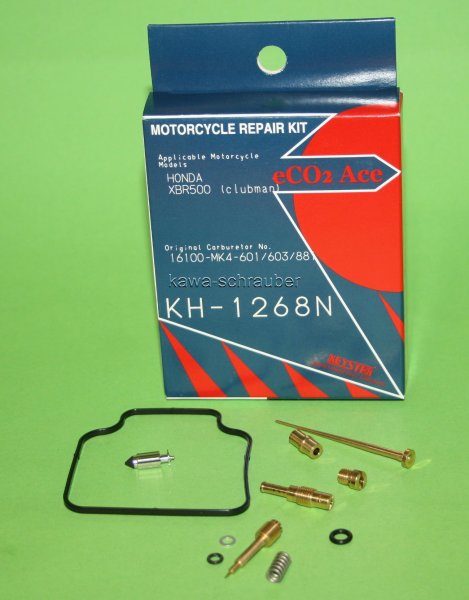 MOTORCYCLE REPAIR KIT
Applicable Motorcycle
Models
HONDA
XBR500 (clubman)
eCO2 Ace
Original Carburetor No.
16100-MK4-601/603/881
kawa-schrauber
KH-1268N
KEYSTER